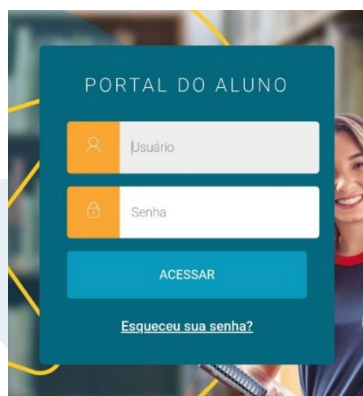 PORTAL DO ALUNO
Usuário
Senha
ACESSAR
Esqueceu sua senha?